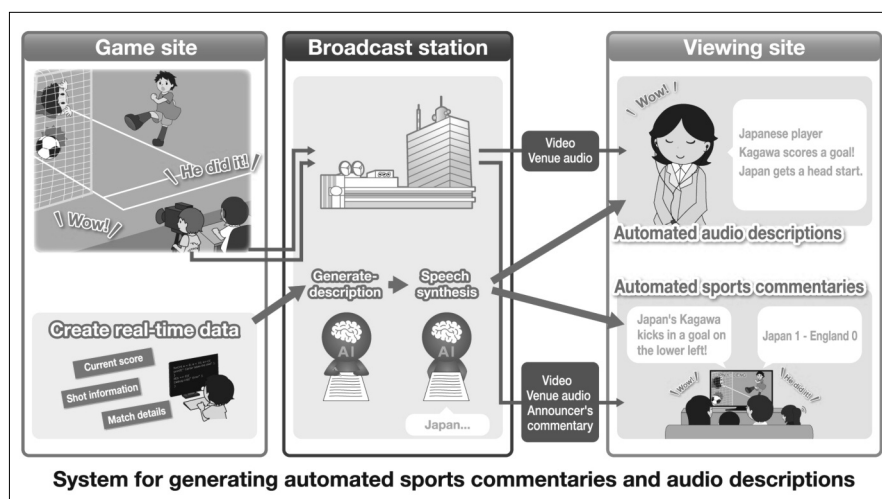 Game site
Broadcast station
Viewing site
He did it!
Wow!
Create real-time data
Current score
Shot information
Match details
Generate-
description
Speech
synthesis
AI
AI
Japan...
Video
Venue audio
Video
Venue audio
Announcer's
commentary
Wow!
Japanese player
Kagawa scores a goal!
Japan gets a head start.
Automated audio descriptions
Automated sports commentaries
Japan's Kagawa
kicks in a goal on
the lower left!
Japan 1 - England 0
Wow!
He did it!
System for generating automated sports commentaries and audio descriptions